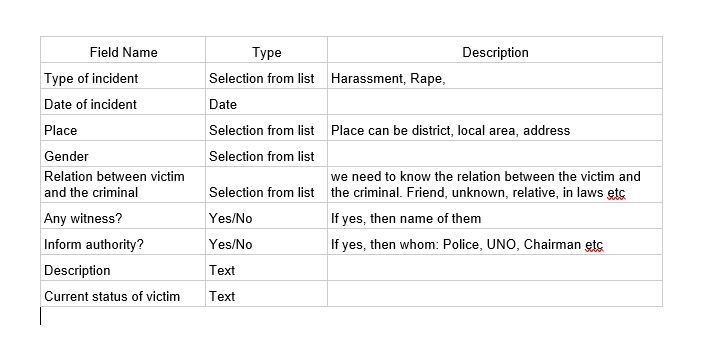 Field Name Type Description
Type of incident Selection from list Harassment, Rape,
Date of incident Date
Place Selection from list Place can be district, local area, address
Gender Selection from list
Relation between victim and the criminal Selection from list we need to know the relation between the victim and the criminal. Friend, unknown, relative, in laws etc
Any witness? Yes/No If yes, then name of them
Inform authority? Yes/No If yes, then whom: Police, UNO, Chairman etc
Description Text
Current status of victim Text